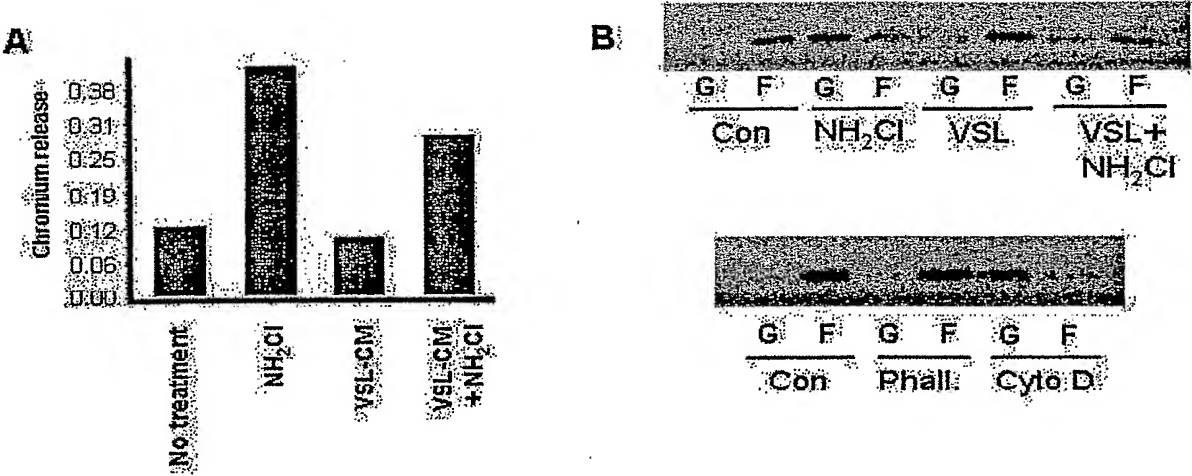 A
Chromium release
0.38
0.31
0.25
0.19
0.12
0.06
0.00
No treatment
NH2Cl
VSL-CM
VSL-CM
+ NH2Cl
B
G F G F G F G F
Con NH2Cl VSL VSL+
NH2Cl
G F G F G F
Con Phall. Cyto D